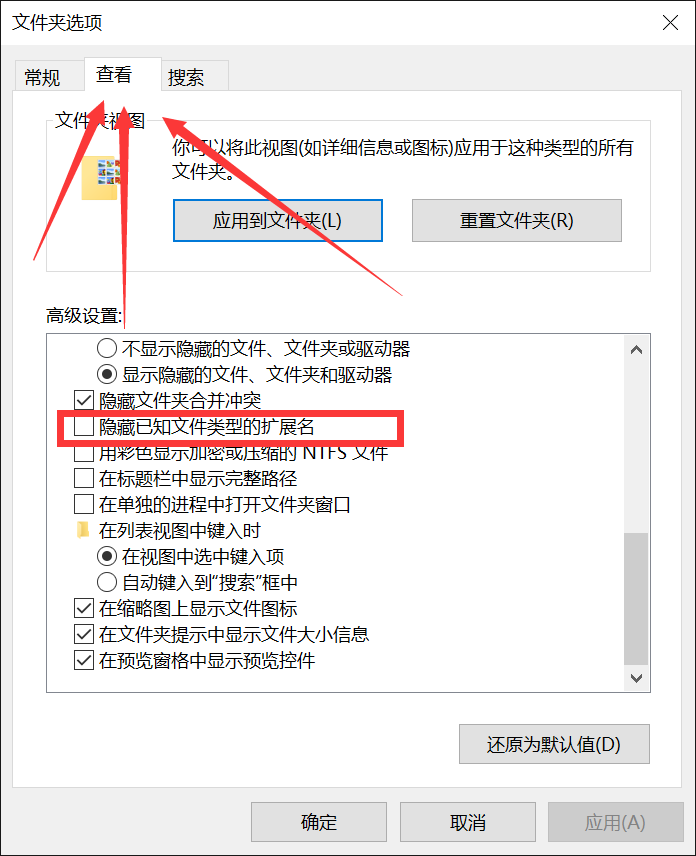 文件夹选项
常规
查看
搜索
文件夹视图
你可以将此视图(如详细信息或图标)应用于这种类型的所有
文件夹。
应用到文件夹(L)
重置文件夹(R)
高级设置:
不显示隐藏的文件、文件夹或驱动器
显示隐藏的文件、文件夹和驱动器
隐藏文件夹合并冲突
隐藏已知文件类型的扩展名
用彩色显示加密或压缩的 NTFS 文件
在标题栏中显示完整路径
在单独的进程中打开文件夹窗口
在列表视图中键入时
在视图中选中键入项
自动键入到“搜索”框中
在缩略图上显示文件图标
在文件夹提示中显示文件大小信息
在预览窗格中显示预览控件
还原为默认值(D)
确定
取消
应用(A)